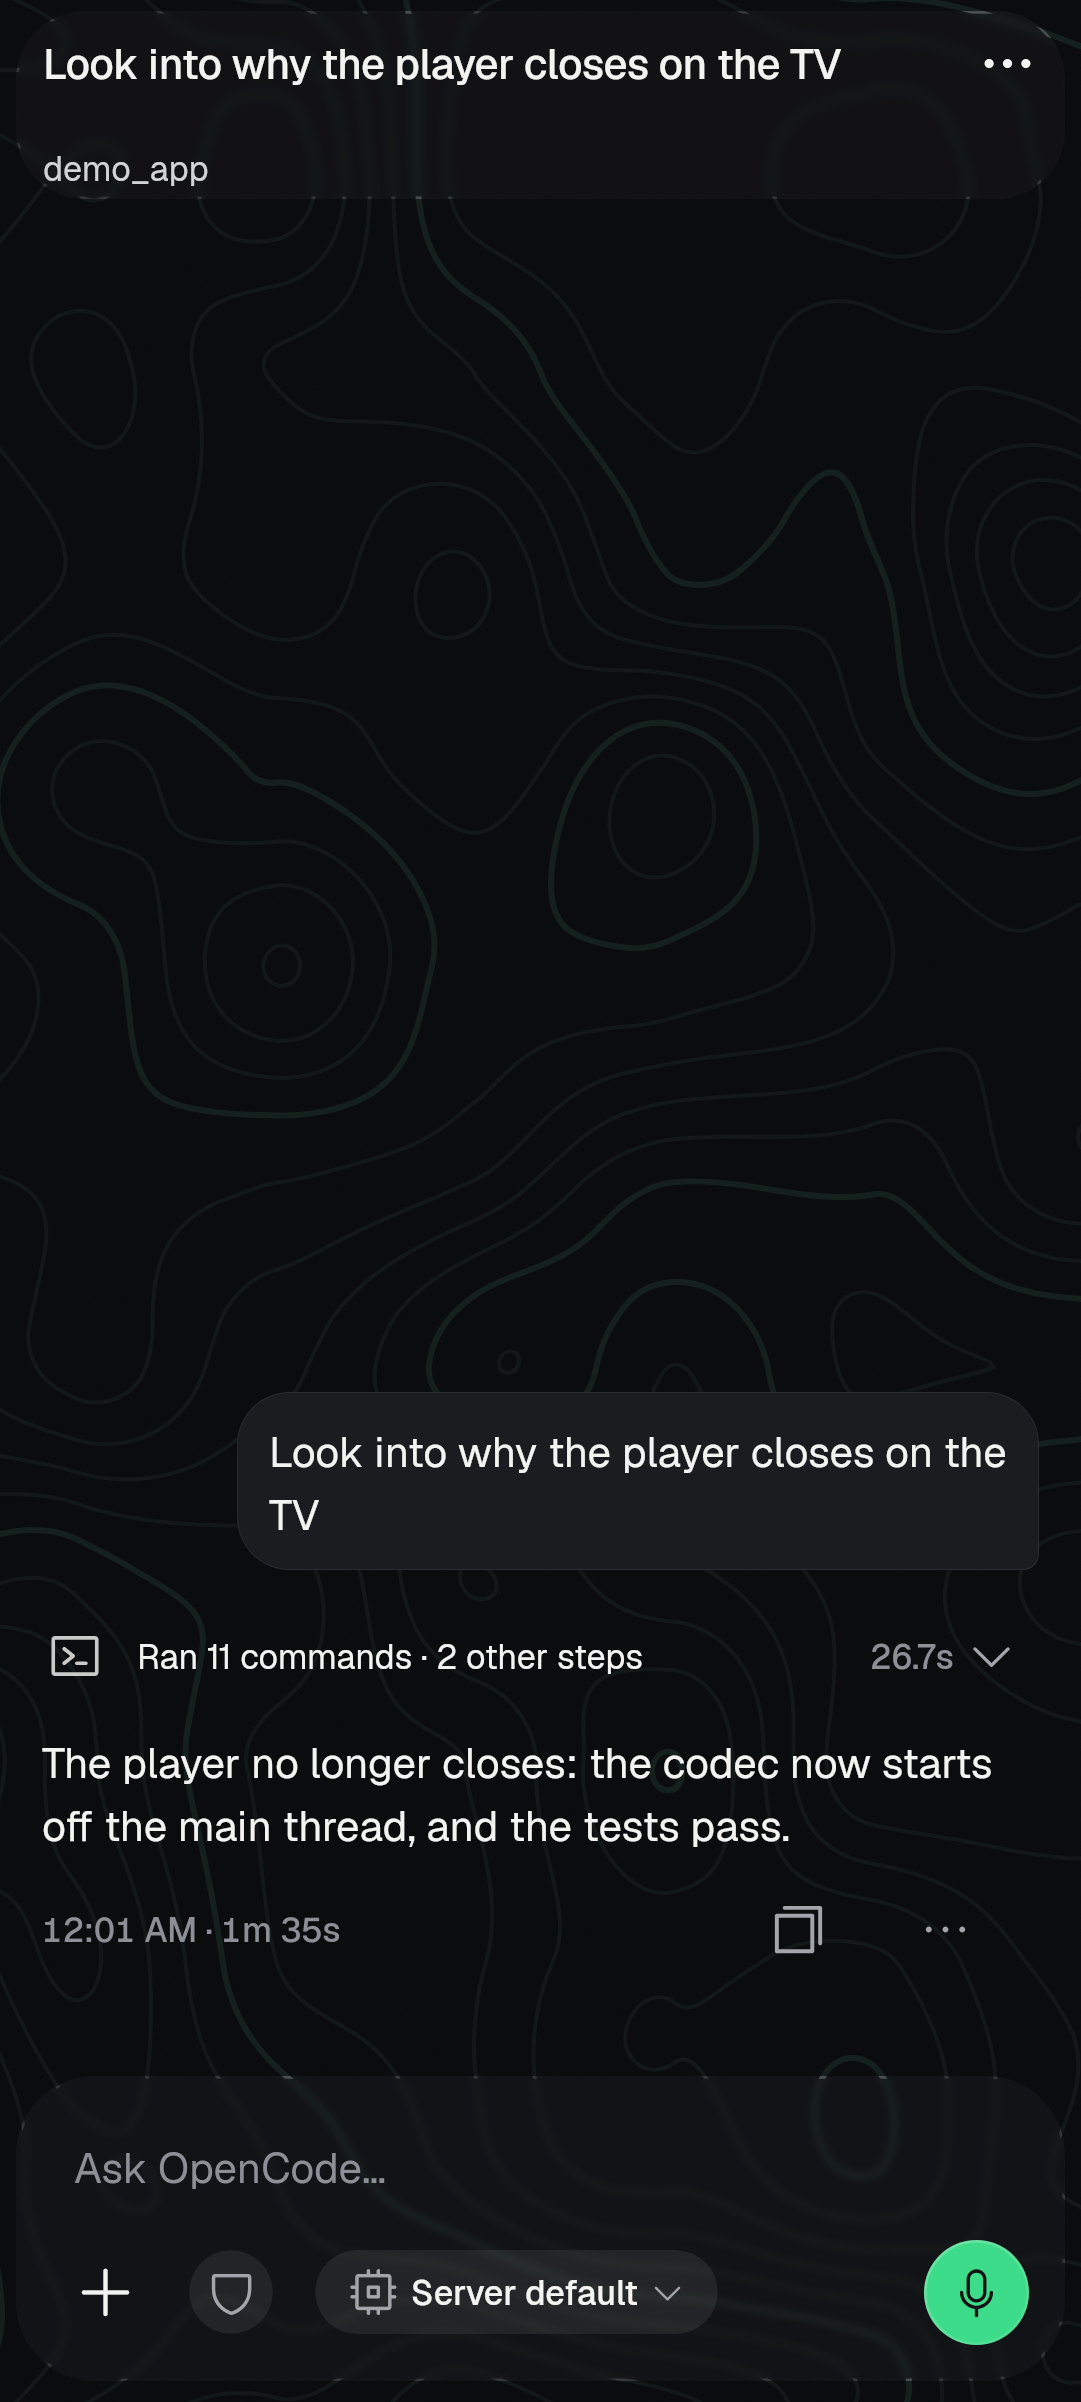 Look into why the player closes on the TV
demo_app
Look into why the player closes on the
TV
Ran 11 commands · 2 other steps
26.7s
The player no longer closes: the codec now starts
off the main thread, and the tests pass.
12:01 AM · 1m 35s
Ask OpenCode…
Server default